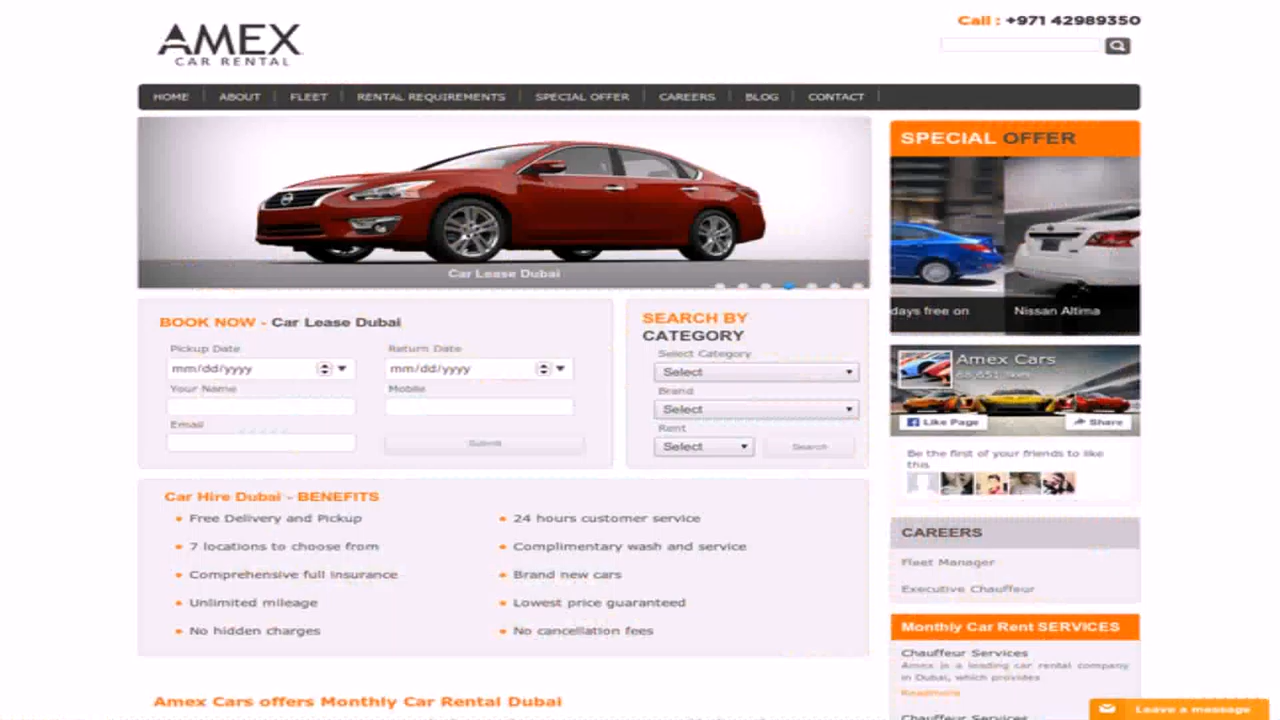 Call : +971 42989350
AMEX
CAR RENTAL
HOME
ABOUT
FLEET
RENTAL REQUIREMENTS
SPECIAL OFFER
CAREERS
BLOG
CONTACT
Car Lease Dubai
SPECIAL OFFER
days free on
Nissan Altima
BOOK NOW - Car Lease Dubai
Pickup Date
Return Date
mm/dd/yyyy
mm/dd/yyyy
Your Name
Mobile
Email
Submit
SEARCH BY
CATEGORY
Select Category
Select
Brand
Select
Rent
Select
Search
Amex Cars
likes
Like Page
Share
Be the first of your friends to like
this
Car Hire Dubai - BENEFITS
Free Delivery and Pickup
24 hours customer service
7 locations to choose from
Complimentary wash and service
Comprehensive full insurance
Brand new cars
Unlimited mileage
Lowest price guaranteed
No hidden charges
No cancellation fees
CAREERS
Fleet Manager
Executive Chauffeur
Monthly Car Rent SERVICES
Chauffeur Services
Amex is a leading car rental company
in Dubai, which provides
Readmore
Chauffeur Services
Amex Cars offers Monthly Car Rental Dubai
Leave a message